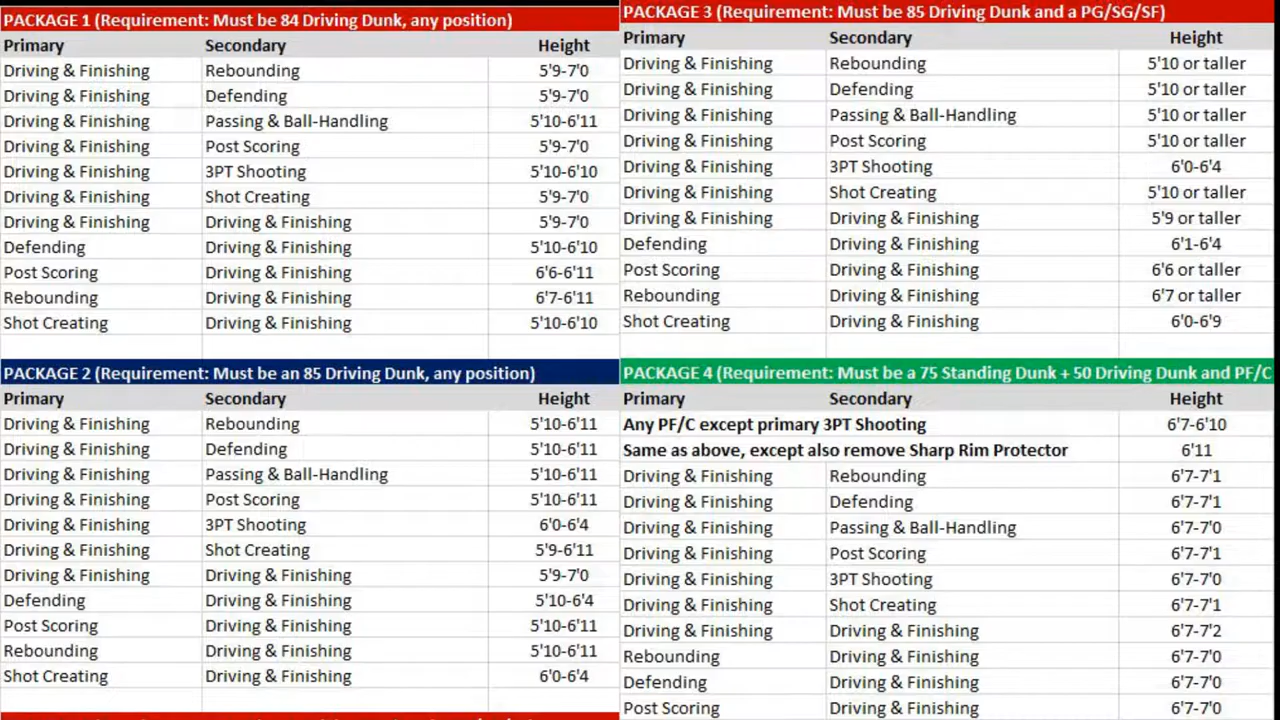 PACKAGE 1 (Requirement: Must be 84 Driving Dunk, any position)
Primary Secondary Height
Driving & Finishing Rebounding 5'9-7'0
Driving & Finishing Defending 5'9-7'0
Driving & Finishing Passing & Ball-Handling 5'10-6'11
Driving & Finishing Post Scoring 5'9-7'0
Driving & Finishing 3PT Shooting 5'10-6'10
Driving & Finishing Shot Creating 5'9-7'0
Driving & Finishing Driving & Finishing 5'9-7'0
Defending Driving & Finishing 5'10-6'10
Post Scoring Driving & Finishing 6'6-6'11
Rebounding Driving & Finishing 6'7-6'11
Shot Creating Driving & Finishing 5'10-6'10
PACKAGE 2 (Requirement: Must be an 85 Driving Dunk, any position)
Primary Secondary Height
Driving & Finishing Rebounding 5'10-6'11
Driving & Finishing Defending 5'10-6'11
Driving & Finishing Passing & Ball-Handling 5'10-6'11
Driving & Finishing Post Scoring 5'10-6'11
Driving & Finishing 3PT Shooting 6'0-6'4
Driving & Finishing Shot Creating 5'9-6'11
Driving & Finishing Driving & Finishing 5'9-7'0
Defending Driving & Finishing 5'10-6'4
Post Scoring Driving & Finishing 5'10-6'11
Rebounding Driving & Finishing 5'10-6'11
Shot Creating Driving & Finishing 6'0-6'4
PACKAGE 3 (Requirement: Must be 85 Driving Dunk and a PG/SG/SF)
Primary Secondary Height
Driving & Finishing Rebounding 5'10 or taller
Driving & Finishing Defending 5'10 or taller
Driving & Finishing Passing & Ball-Handling 5'10 or taller
Driving & Finishing Post Scoring 5'10 or taller
Driving & Finishing 3PT Shooting 6'0-6'4
Driving & Finishing Shot Creating 5'10 or taller
Driving & Finishing Driving & Finishing 5'9 or taller
Defending Driving & Finishing 6'1-6'4
Post Scoring Driving & Finishing 6'6 or taller
Rebounding Driving & Finishing 6'7 or taller
Shot Creating Driving & Finishing 6'0-6'9
PACKAGE 4 (Requirement: Must be a 75 Standing Dunk + 50 Driving Dunk and PF/C
Primary Secondary Height
Any PF/C except primary 3PT Shooting 6'7-6'10
Same as above, except also remove Sharp Rim Protector 6'11
Driving & Finishing Rebounding 6'7-7'1
Driving & Finishing Defending 6'7-7'1
Driving & Finishing Passing & Ball-Handling 6'7-7'0
Driving & Finishing Post Scoring 6'7-7'1
Driving & Finishing 3PT Shooting 6'7-7'0
Driving & Finishing Shot Creating 6'7-7'1
Driving & Finishing Driving & Finishing 6'7-7'2
Rebounding Driving & Finishing 6'7-7'0
Defending Driving & Finishing 6'7-7'0
Post Scoring Driving & Finishing 6'7-7'0